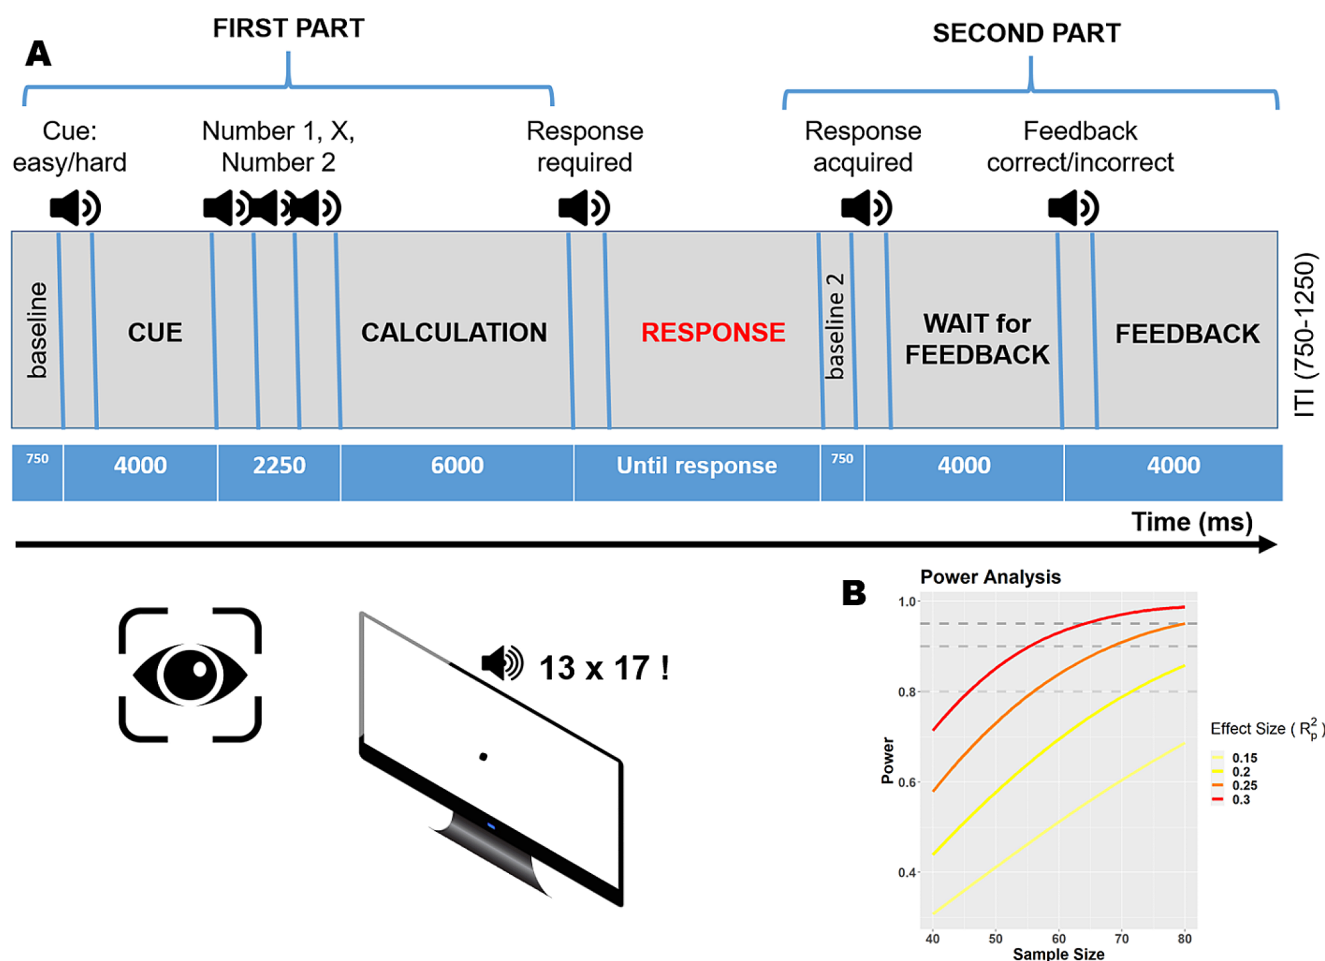 A
FIRST PART
SECOND PART
Cue:
easy/hard
Number 1, X,
Number 2
Response
required
Response
acquired
Feedback
correct/incorrect
baseline
CUE
CALCULATION
RESPONSE
baseline 2
WAIT for
FEEDBACK
FEEDBACK
ITI (750-1250)
750
4000
2250
6000
Until response
750
4000
4000
Time (ms)
13 x 17 !
B
Power Analysis
Power
1.0
0.8
0.6
0.4
40
50
60
70
80
Sample Size
Effect Size ( R²ₚ )
0.15
0.2
0.25
0.3